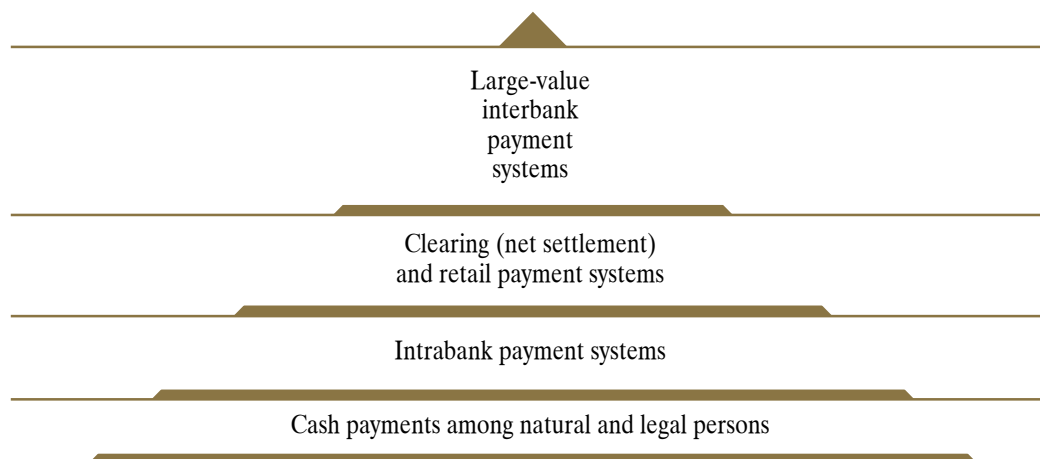 Large-value
interbank
payment
systems
Clearing (net settlement)
and retail payment systems
Intrabank payment systems
Cash payments among natural and legal persons